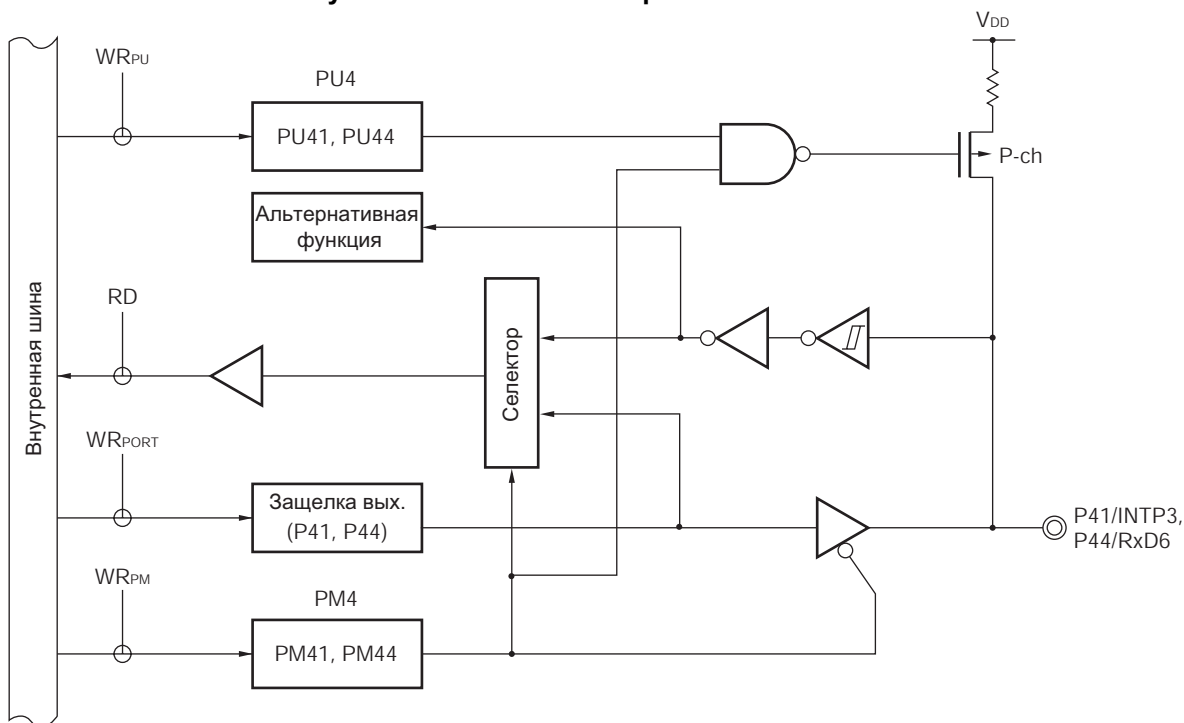 VDD
WRPU
PU4
PU41, PU44
P-ch
Альтернативная
функция
RD
Селектор
Внутренная шина
WRPORT
Защелка вых.
(P41, P44)
P41/INTP3,
P44/RxD6
WRPM
PM4
PM41, PM44